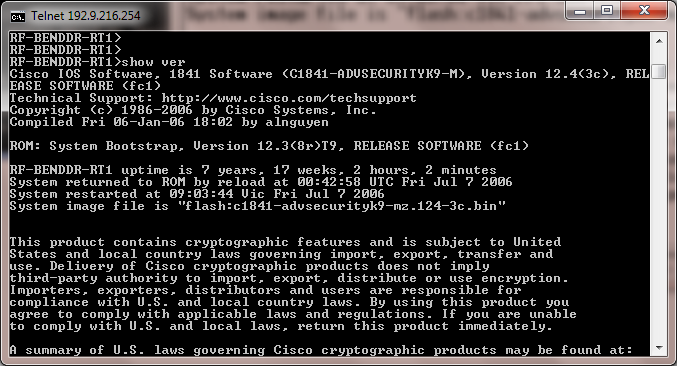 System image file is "flash:c1841-adv
Telnet 192.9.216.254
RF-BENDDR-RT1>
RF-BENDDR-RT1>
RF-BENDDR-RT1>show ver
Cisco IOS Software, 1841 Software (C1841-ADVSECURITYK9-M), Version 12.4(3c), REL
EASE SOFTWARE (fc1)
Technical Support: http://www.cisco.com/techsupport
Copyright (c) 1986-2006 by Cisco Systems, Inc.
Compiled Fri 06-Jan-06 18:02 by alnguyen
ROM: System Bootstrap, Version 12.3(8r)T9, RELEASE SOFTWARE (fc1)
RF-BENDDR-RT1 uptime is 7 years, 17 weeks, 2 hours, 2 minutes
System returned to ROM by reload at 00:42:58 UTC Fri Jul 7 2006
System restarted at 09:03:44 Vic Fri Jul 7 2006
System image file is "flash:c1841-advsecurityk9-mz.124-3c.bin"
This product contains cryptographic features and is subject to United
States and local country laws governing import, export, transfer and
use. Delivery of Cisco cryptographic products does not imply
third-party authority to import, export, distribute or use encryption.
Importers, exporters, distributors and users are responsible for
compliance with U.S. and local country laws. By using this product you
agree to comply with applicable laws and regulations. If you are unable
to comply with U.S. and local laws, return this product immediately.
A summary of U.S. laws governing Cisco cryptographic products may be found at: